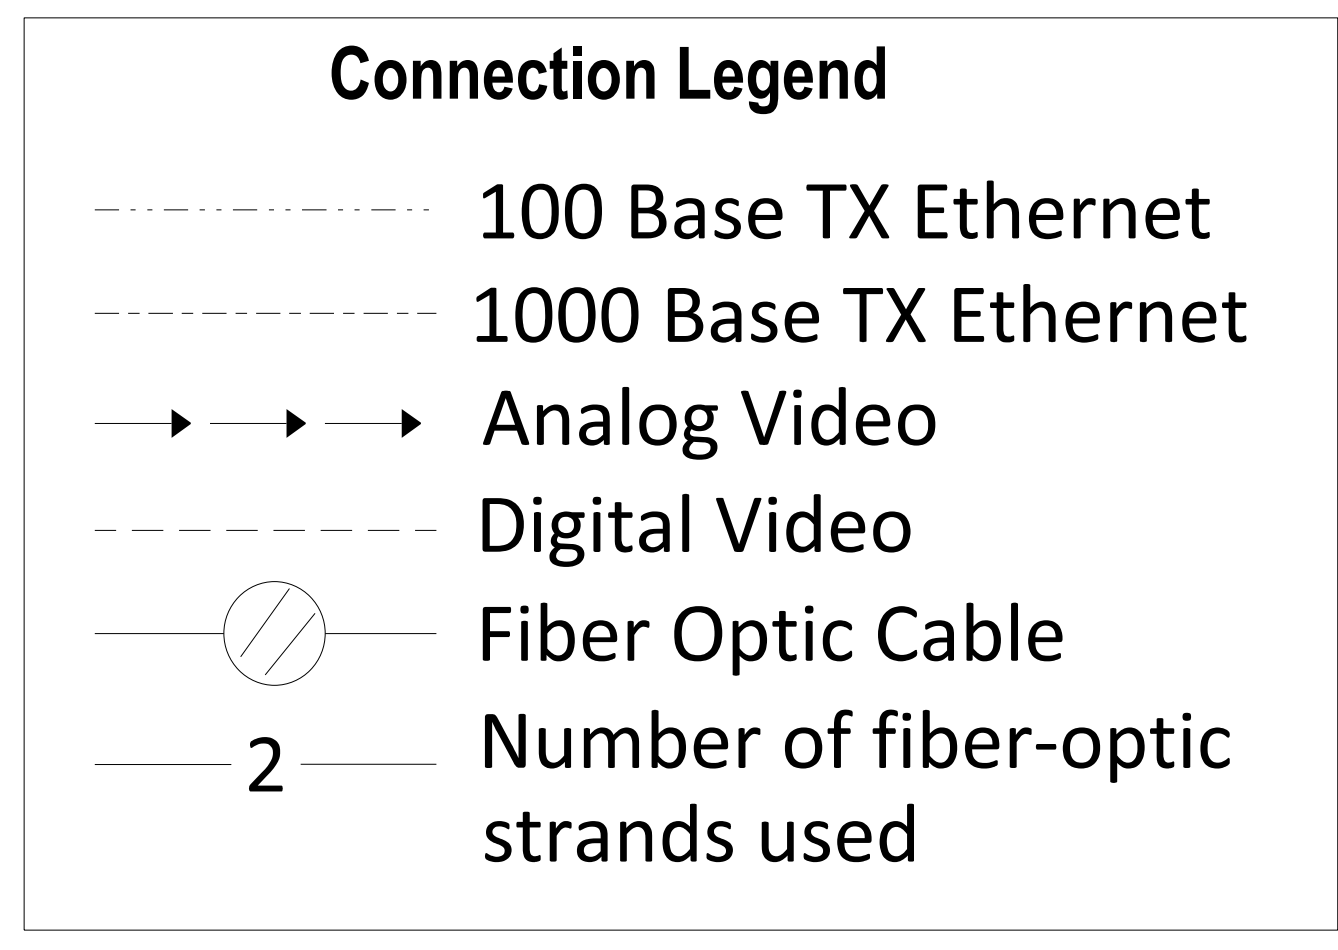 Connection Legend
100 Base TX Ethernet
1000 Base TX Ethernet
Analog Video
Digital Video
Fiber Optic Cable
2 Number of fiber-optic
strands used